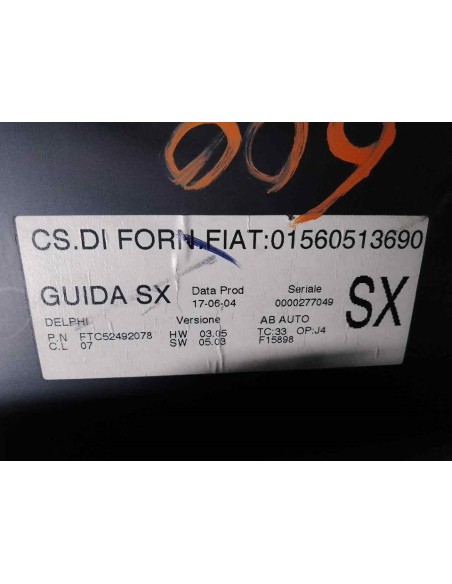 009
CS.DI FORN.FIAT:01560513690
GUIDA SX Data Prod 17-06-04 Seriale 0000277049 SX
DELPHI Versione AB AUTO
P.N FTC52492078 HW 03.05 TC:33 OP:J4
C.L 07 SW 05.03 F15898